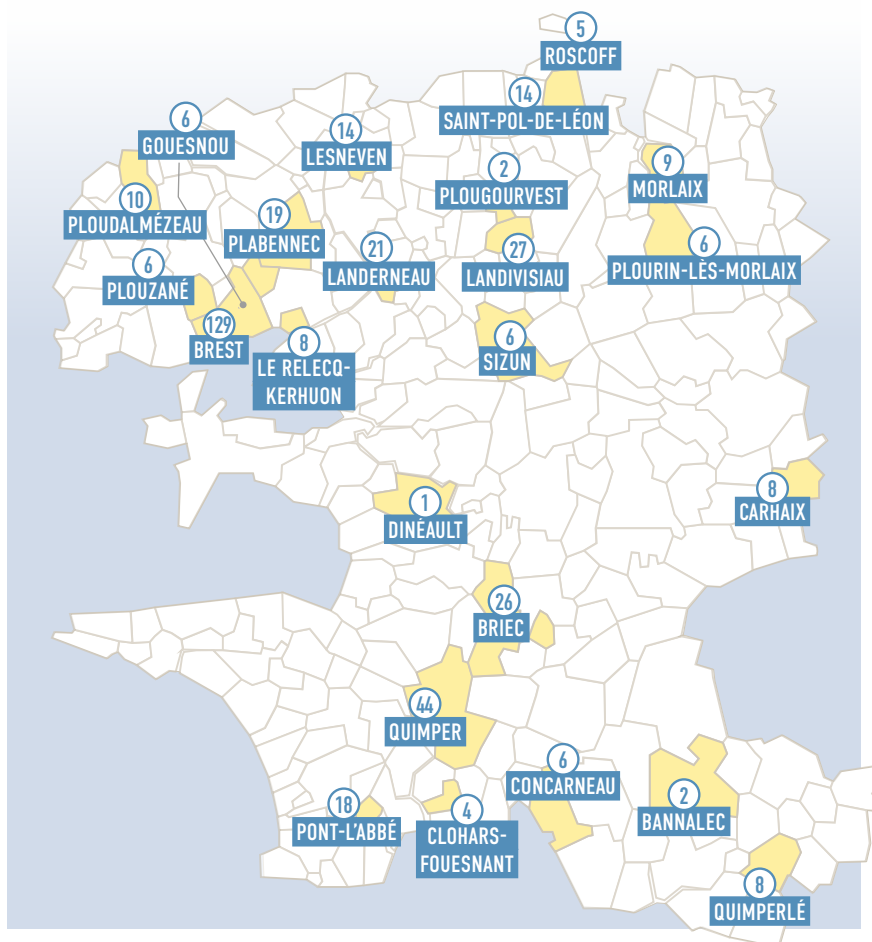 5
ROSCOFF
14
SAINT-POL-DE-LÉON
6
GOUESNOU
14
LESNEVEN
2
PLOUGOURVEST
9
MORLAIX
10
PLOUDALMÉZEAU
19
PLABENNEC
21
LANDERNEAU
27
LANDIVISIAU
6
PLOURIN-LÈS-MORLAIX
6
PLOUZANÉ
129
BREST
8
LE RELECQ-
KERHUON
6
SIZUN
8
CARHAIX
1
DINÉAULT
26
BRIEC
44
QUIMPER
6
CONCARNEAU
2
BANNALEC
18
PONT-L'ABBÉ
4
CLOHARS-
FOUESNANT
8
QUIMPERLÉ